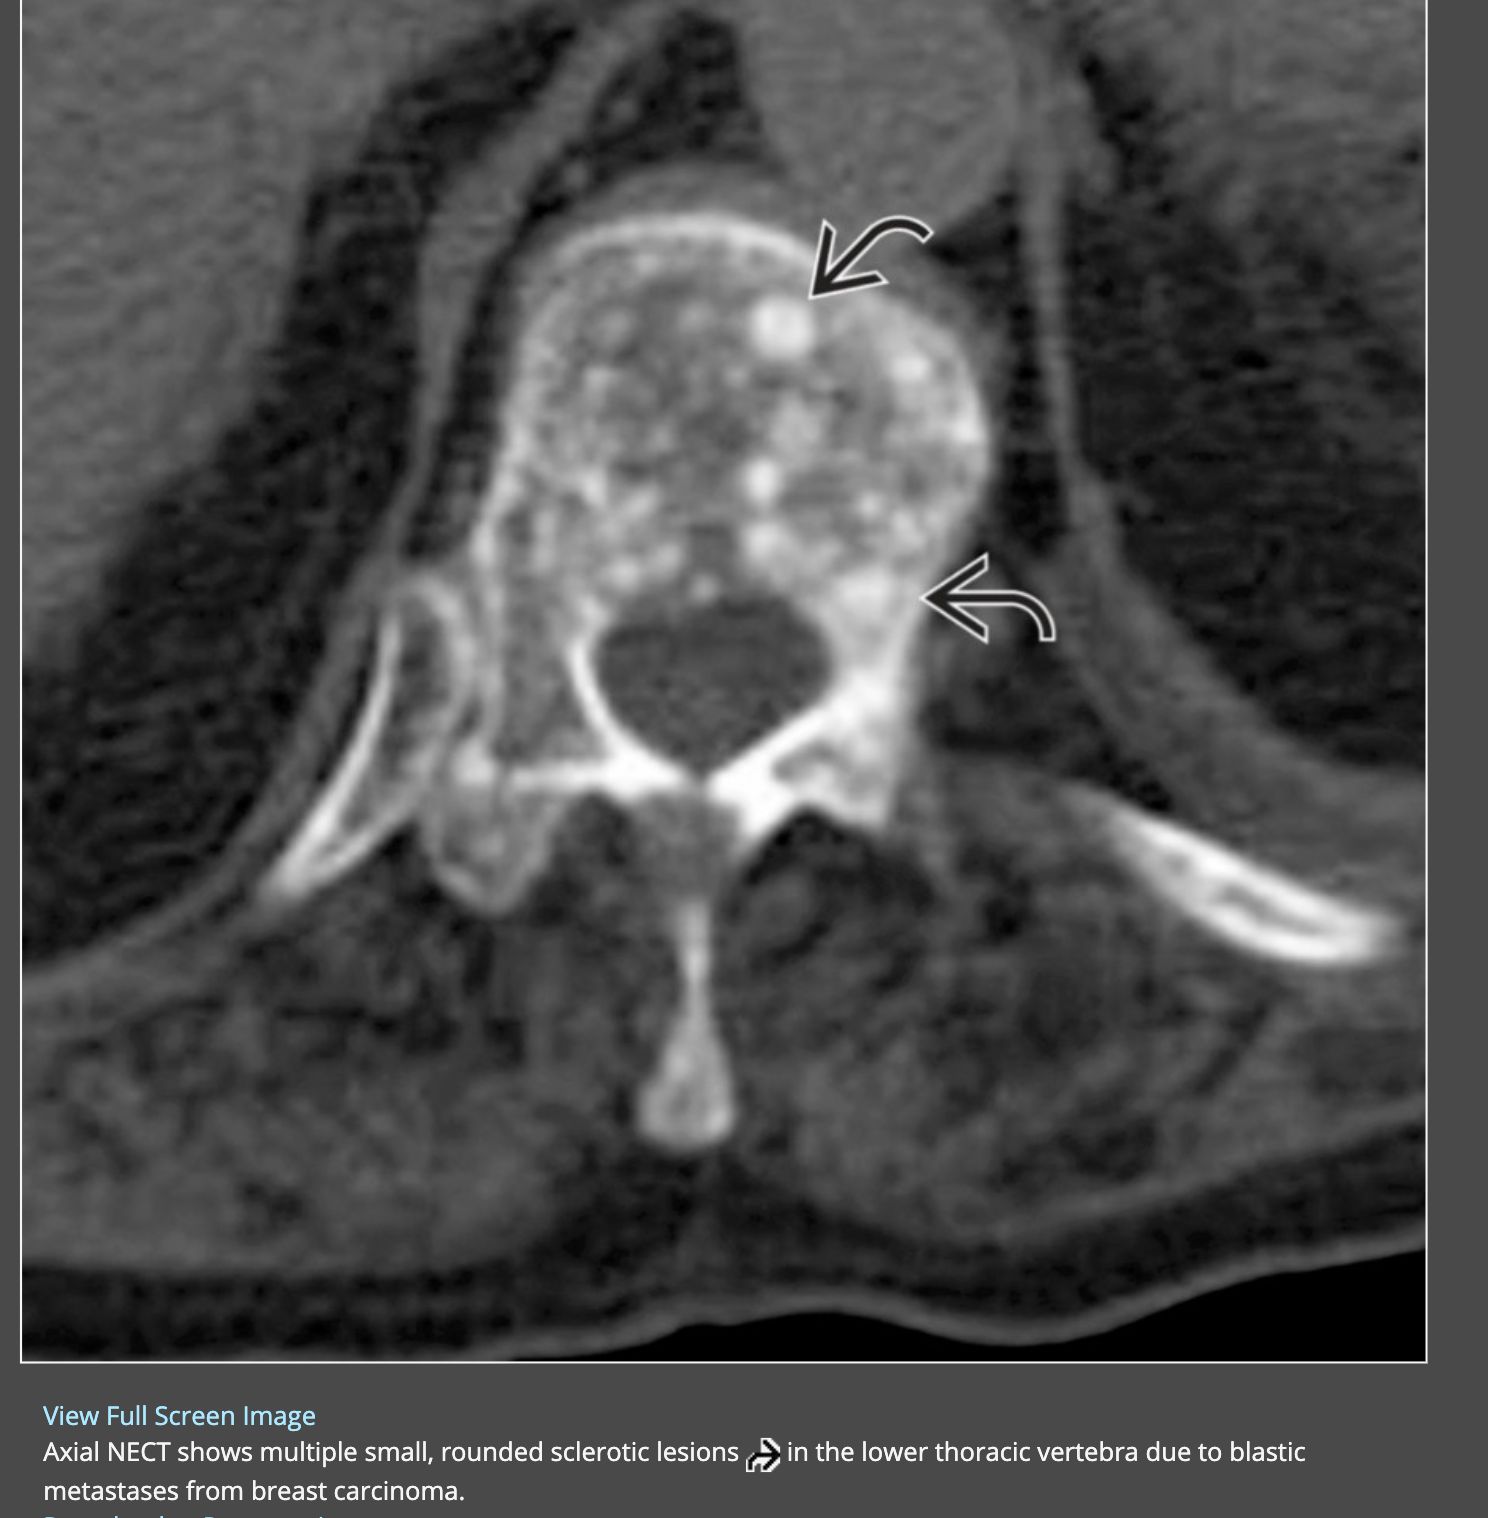 View Full Screen Image
Axial NECT shows multiple small, rounded sclerotic lesions in the lower thoracic vertebra due to blastic
metastases from breast carcinoma.